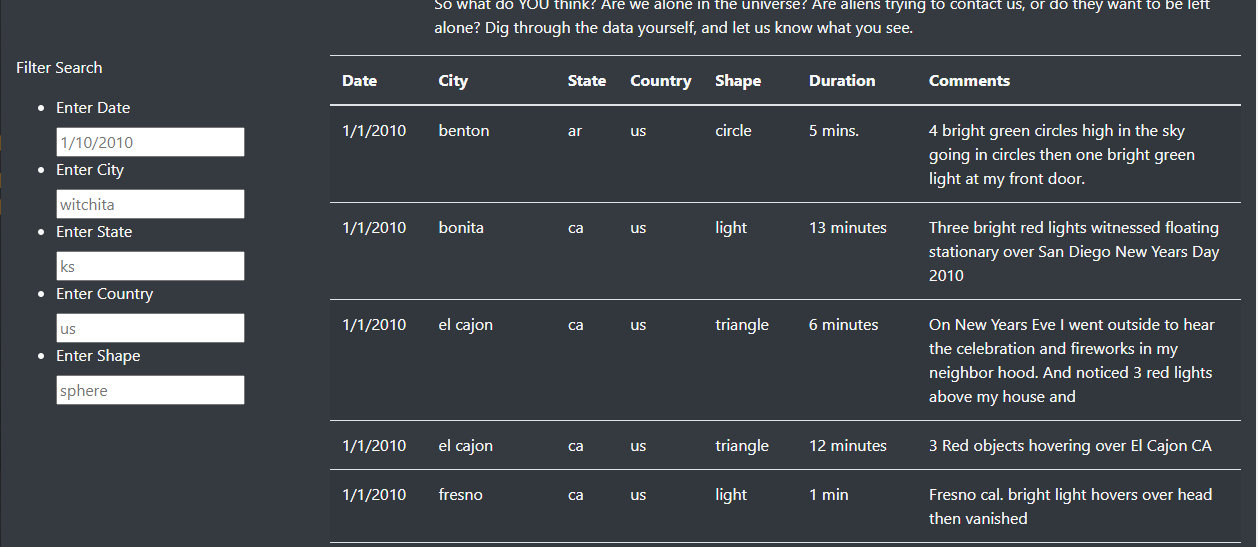 So what do YOU think? Are we alone in the universe? Are aliens trying to contact us, or do they want to be left
alone? Dig through the data yourself, and let us know what you see.
Filter Search
Enter Date
1/10/2010
Enter City
witchita
Enter State
ks
Enter Country
us
Enter Shape
sphere
Date City State Country Shape Duration Comments
1/1/2010 benton ar us circle 5 mins. 4 bright green circles high in the sky
going in circles then one bright green
light at my front door.
1/1/2010 bonita ca us light 13 minutes Three bright red lights witnessed floating
stationary over San Diego New Years Day
2010
1/1/2010 el cajon ca us triangle 6 minutes On New Years Eve I went outside to hear
the celebration and fireworks in my
neighbor hood. And noticed 3 red lights
above my house and
1/1/2010 el cajon ca us triangle 12 minutes 3 Red objects hovering over El Cajon CA
1/1/2010 fresno ca us light 1 min Fresno cal. bright light hovers over head
then vanished